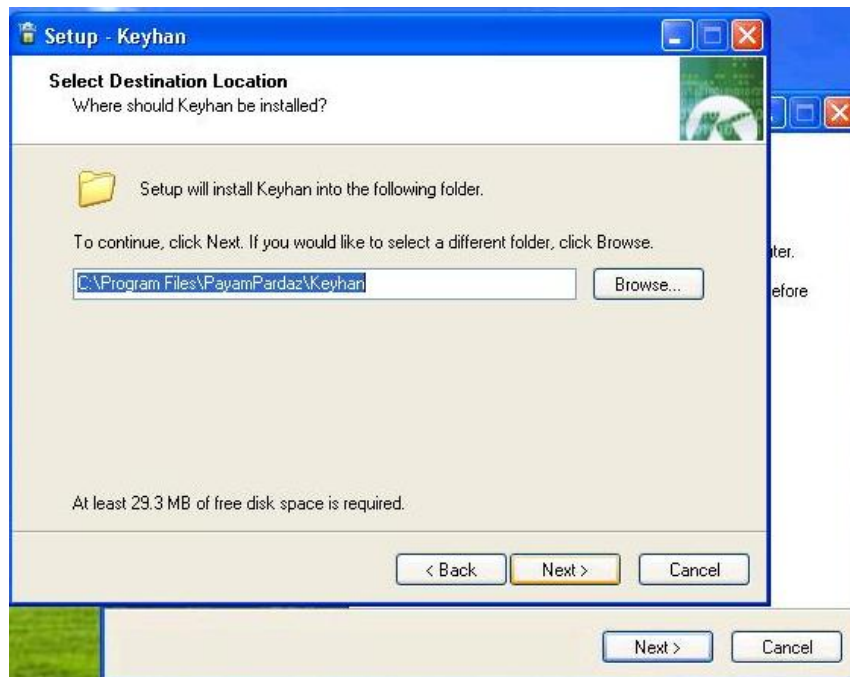 Setup - Keyhan
Select Destination Location
Where should Keyhan be installed?
Setup will install Keyhan into the following folder.
To continue, click Next. If you would like to select a different folder, click Browse.
C:\Program Files\PayamPardaz\Keyhan
Browse...
iter.
efore
At least 29.3 MB of free disk space is required.
< Back
Next >
Cancel
Next >
Cancel